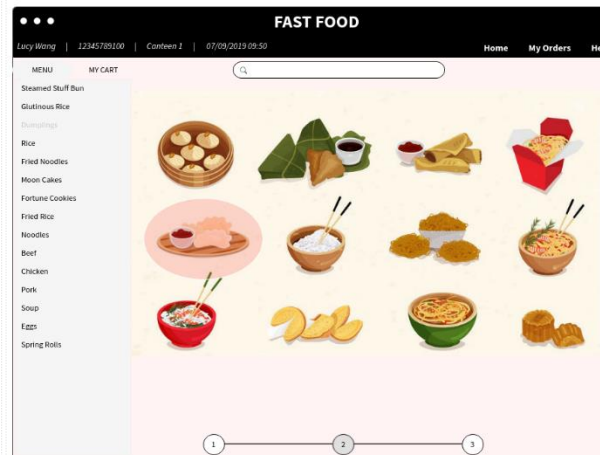 FAST FOOD
Lucy Wang | 12345789100 | Canteen 1 | 07/09/2019 09:50
Home My Orders He
MENU MY CART
Steamed Stuff Bun
Glutinous Rice
Dumplings
Rice
Fried Noodles
Moon Cakes
Fortune Cookies
Fried Rice
Noodles
Beef
Chicken
Pork
Soup
Eggs
Spring Rolls
1 2 3